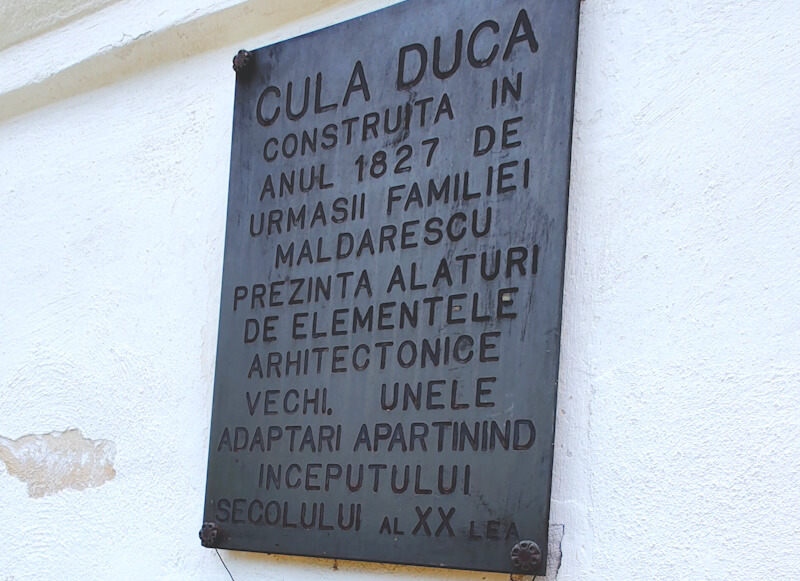 CULA DUCA
CONSTRUITA IN
ANUL 1827 DE
URMASII FAMILIEI
MALDARESCU
PREZINTA ALATURI
DE ELEMENTELE
ARHITECTONICE
VECHI. UNELE
ADAPTARI APARTININD
INCEPUTULUI
SECOLULUI AL XX LEA